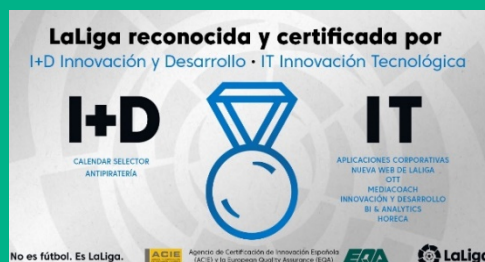 LaLiga reconocida y certificada por
I+D Innovación y Desarrollo · IT Innovación Tecnológica
I+D
CALENDAR SELECTOR
ANTIPIRATERÍA
IT
APLICACIONES CORPORATIVAS
NUEVA WEB DE LALIGA
OTT
MEDIACOACH
INNOVACIÓN Y DESARROLLO
BI & ANALYTICS
HORECA
No es fútbol. Es LaLiga.
ACIE
Agencia de Certificación de Innovación Española
(ACIE) y la European Quality Assurance (EQA)
EQA
LaLiga